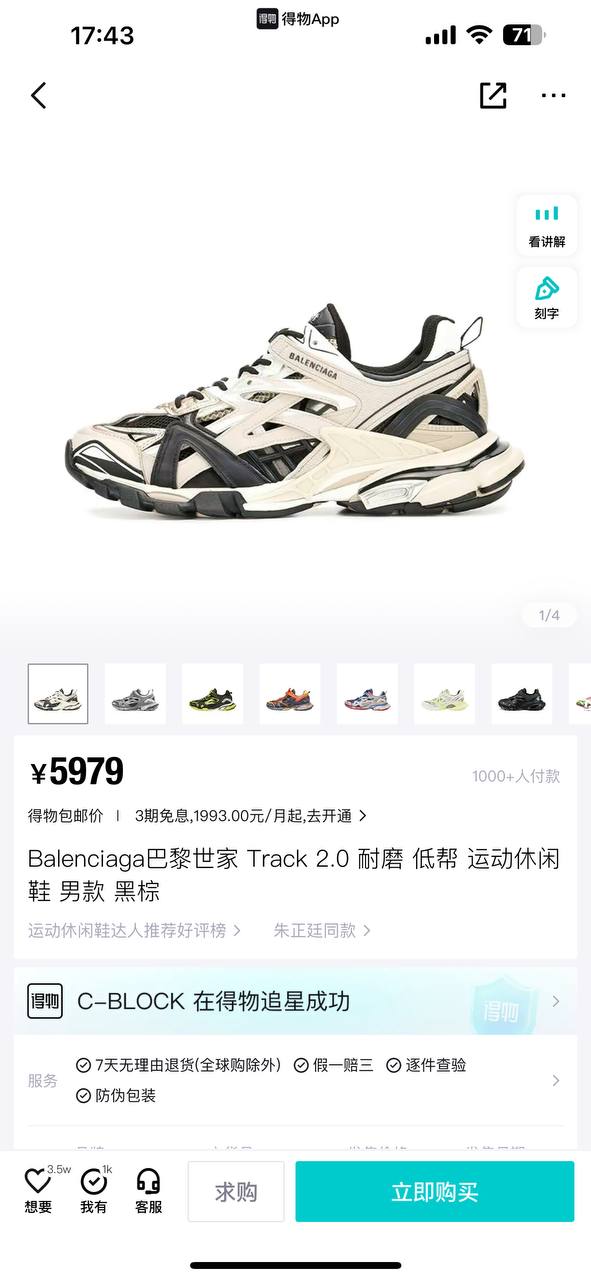 17:43
得物 得物App
71
看讲解
刻字
BALENCIAGA
1/4
¥5979
1000+人付款
得物包邮价 | 3期免息,1993.00元/月起,去开通
Balenciaga巴黎世家 Track 2.0 耐磨 低帮 运动休闲
鞋 男款 黑棕
运动休闲鞋达人推荐好评榜
朱正廷同款
得物 C-BLOCK 在得物追星成功
得物
服务
7天无理由退货(全球购除外) 假一赔三 逐件查验
防伪包装
3.5w
1k
想要
我有
客服
求购
立即购买